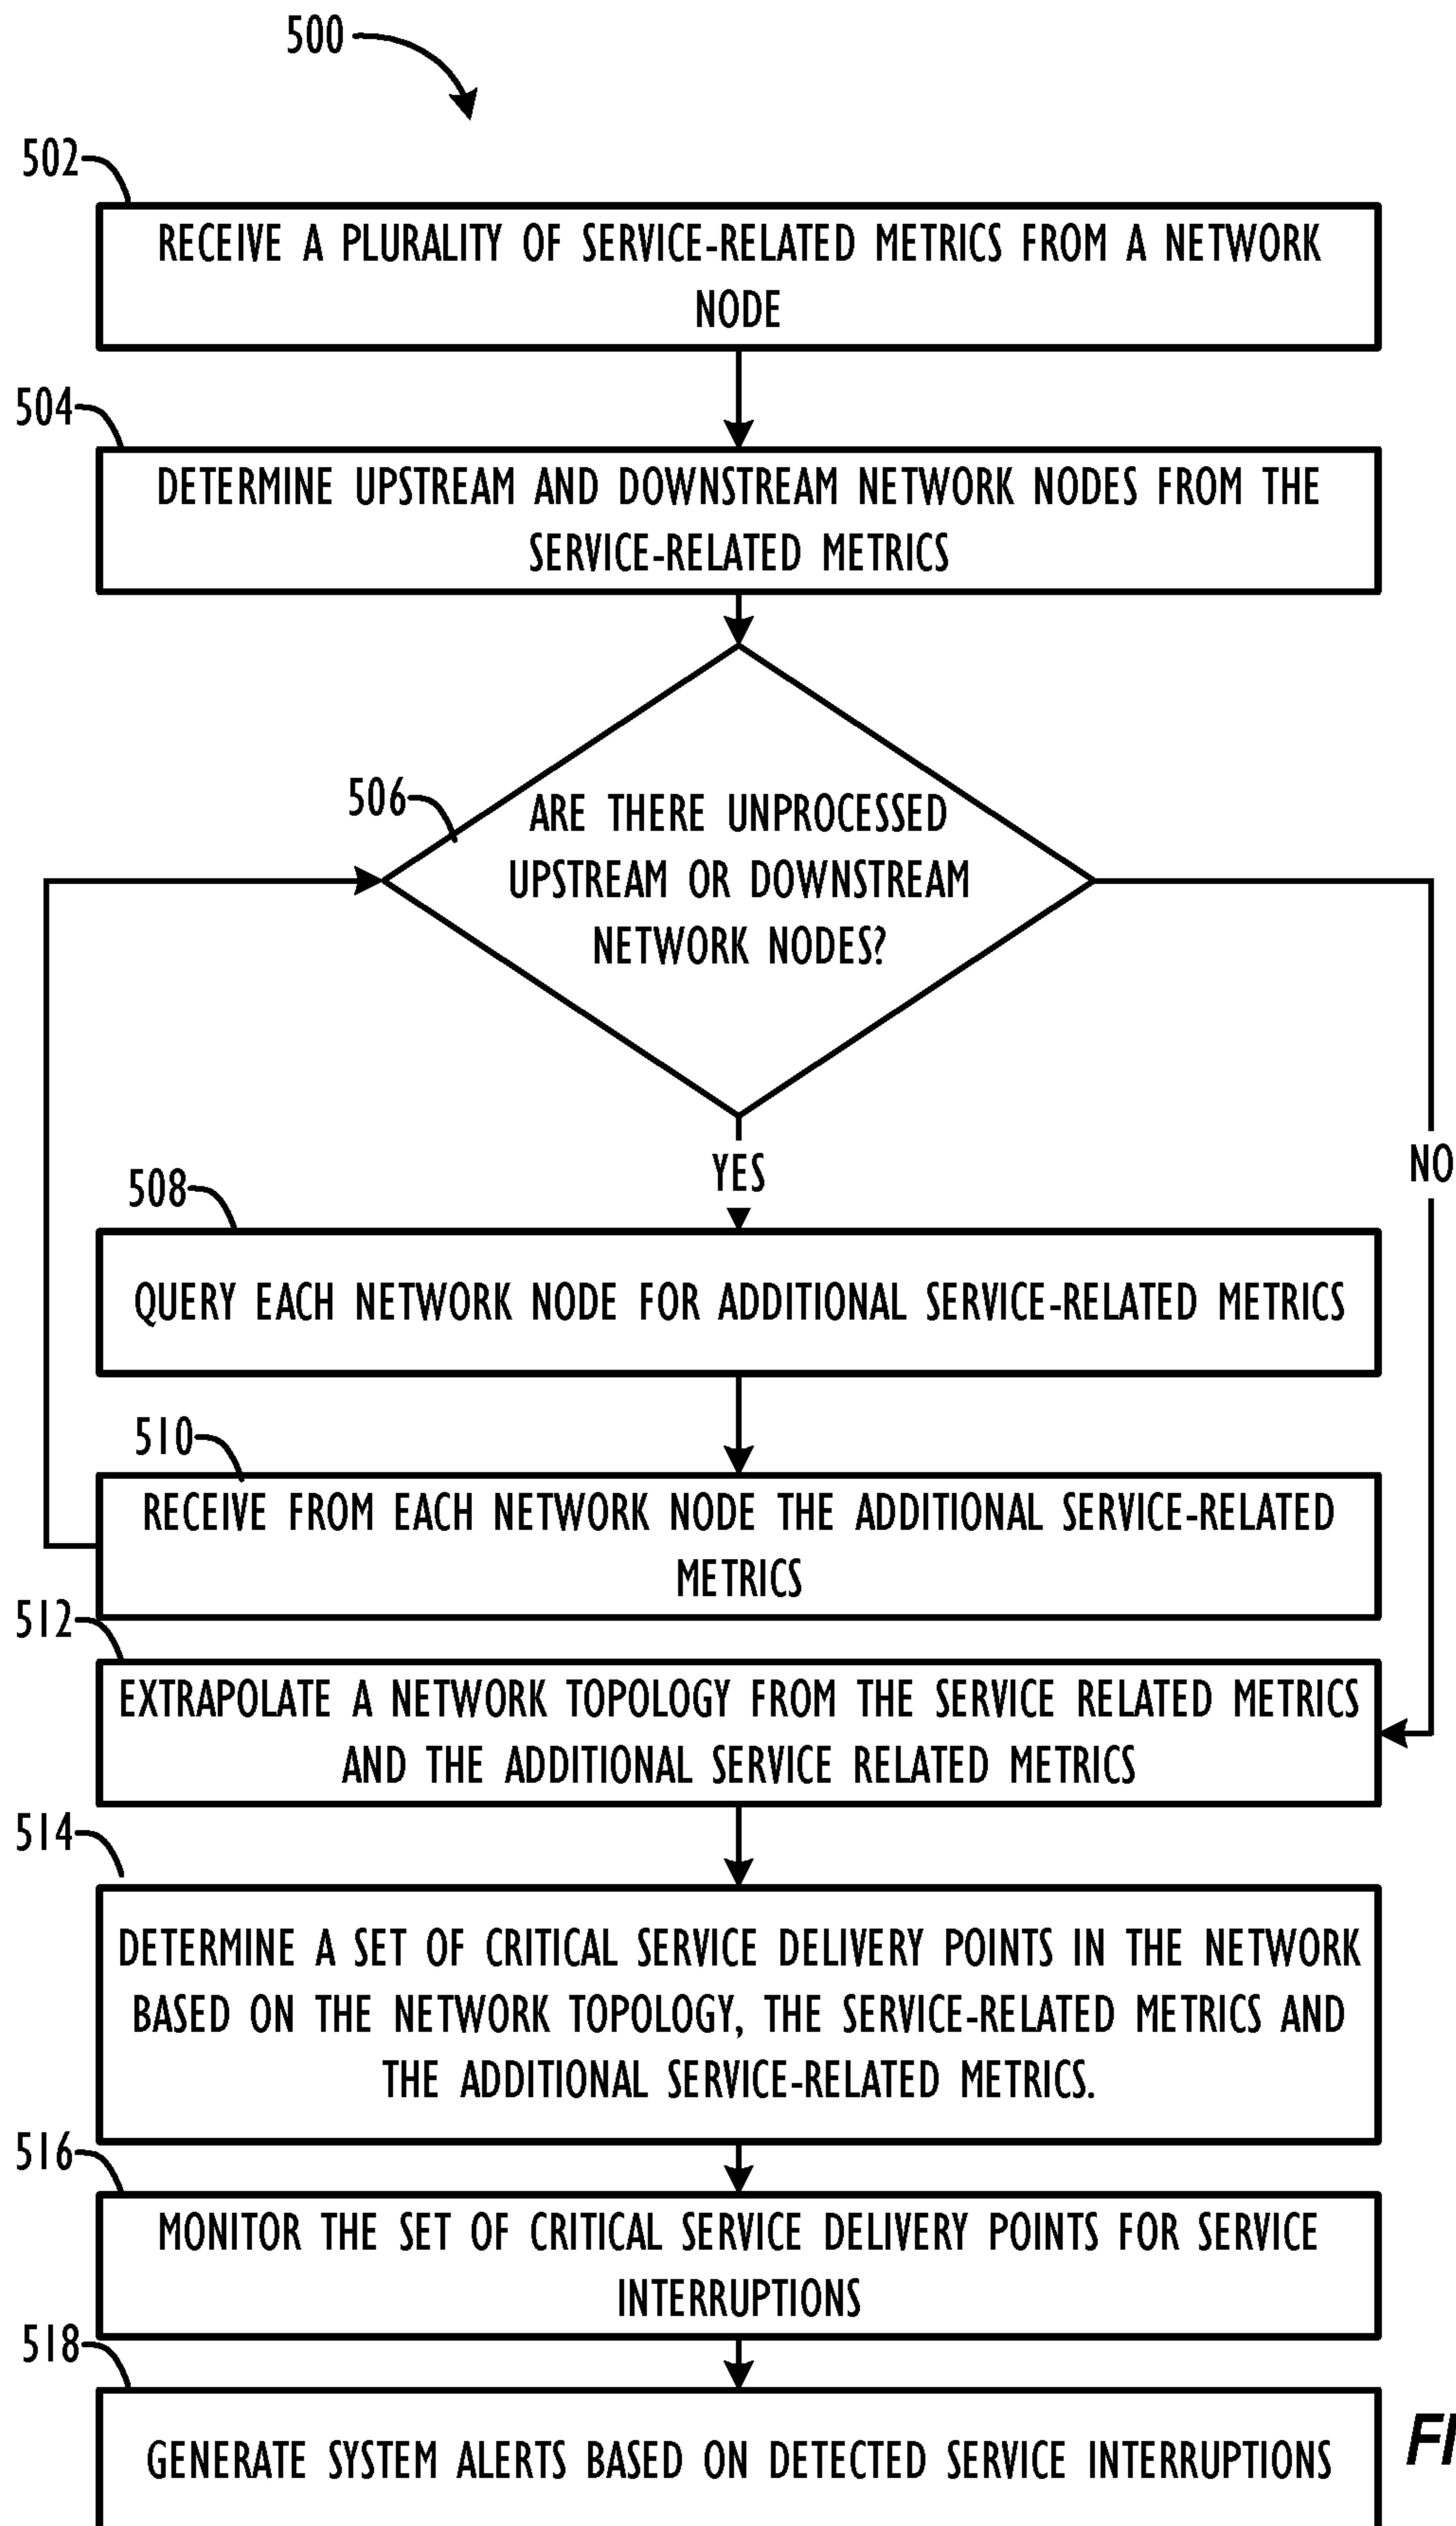 500
502
RECEIVE A PLURALITY OF SERVICE-RELATED METRICS FROM A NETWORK
NODE
504
DETERMINE UPSTREAM AND DOWNSTREAM NETWORK NODES FROM THE
SERVICE-RELATED METRICS
506
ARE THERE UNPROCESSED
UPSTREAM OR DOWNSTREAM
NETWORK NODES?
YES
NO
508
QUERY EACH NETWORK NODE FOR ADDITIONAL SERVICE-RELATED METRICS
510
RECEIVE FROM EACH NETWORK NODE THE ADDITIONAL SERVICE-RELATED
METRICS
512
EXTRAPOLATE A NETWORK TOPOLOGY FROM THE SERVICE RELATED METRICS
AND THE ADDITIONAL SERVICE RELATED METRICS
514
DETERMINE A SET OF CRITICAL SERVICE DELIVERY POINTS IN THE NETWORK
BASED ON THE NETWORK TOPOLOGY, THE SERVICE-RELATED METRICS AND
THE ADDITIONAL SERVICE-RELATED METRICS.
516
MONITOR THE SET OF CRITICAL SERVICE DELIVERY POINTS FOR SERVICE
INTERRUPTIONS
518
GENERATE SYSTEM ALERTS BASED ON DETECTED SERVICE INTERRUPTIONS